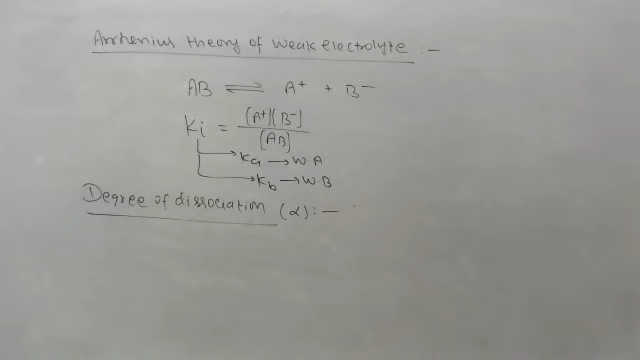 Arrhenius theory of weak electrolyte :-
AB ⇌ A+ + B-
Ki = [A+][B-] / [AB]
Ka → W.A
Kb → W.B
Degree of dissociation (α) :-